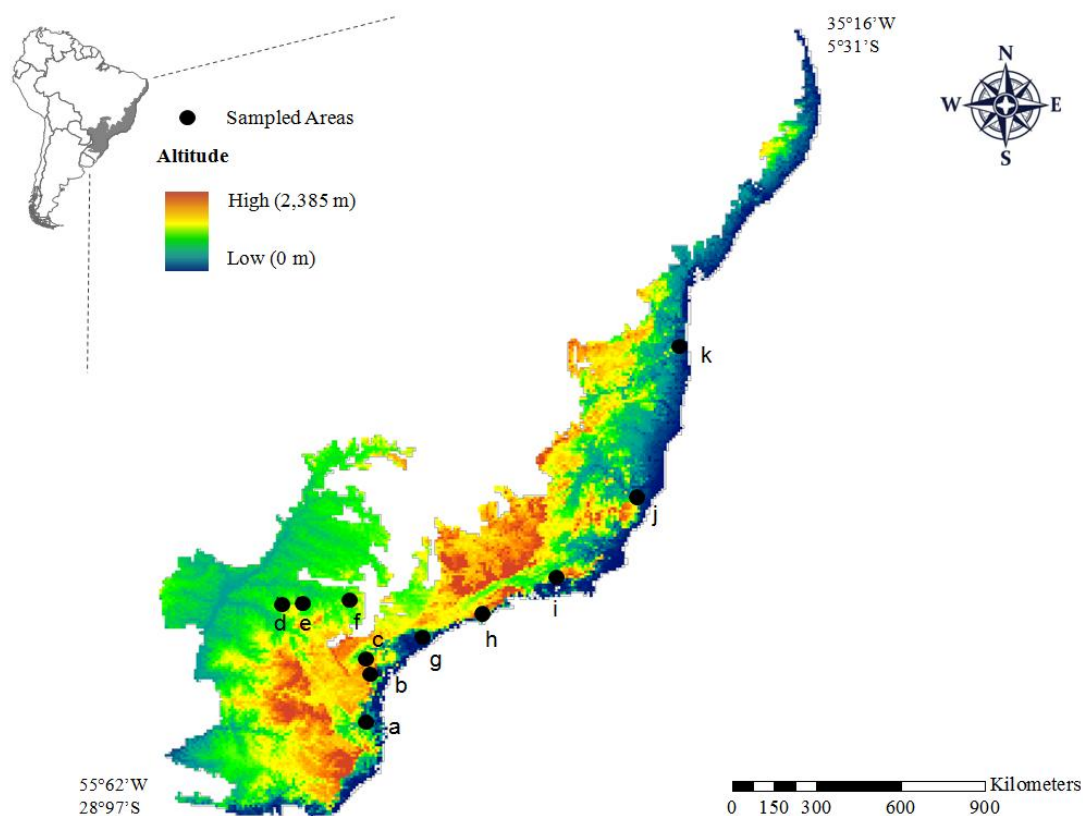 35°16’W
5°31’S
N
W
E
S
Sampled Areas
Altitude
High (2,385 m)
Low (0 m)
k
j
i
h
g
f
e
d
c
b
a
55°62’W
28°97’S
Kilometers
0 150 300 600 900